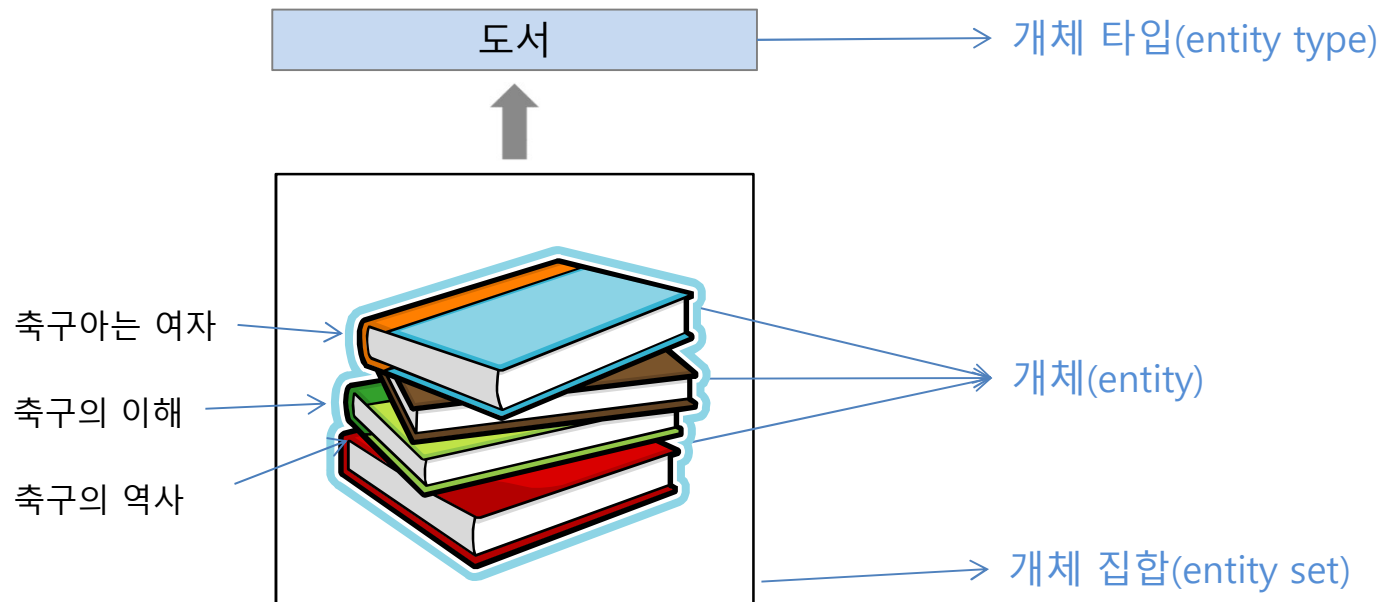 도서
개체 타입(entity type)
축구아는 여자
축구의 이해
축구의 역사
개체(entity)
개체 집합(entity set)